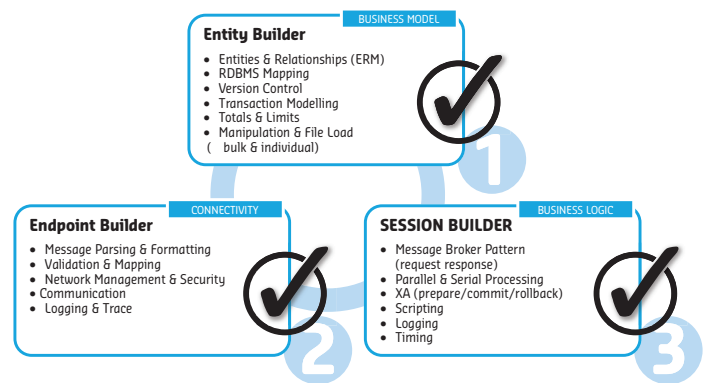 BUSINESS MODEL
Entity Builder
• Entities & Relationships (ERM)
• RDBMS Mapping
• Version Control
• Transaction Modelling
• Totals & Limits
• Manipulation & File Load
( bulk & individual)
1
CONNECTIVITY
Endpoint Builder
• Message Parsing & Formatting
• Validation & Mapping
• Network Management & Security
• Communication
• Logging & Trace
2
BUSINESS LOGIC
SESSION BUILDER
• Message Broker Pattern
(request response)
• Parallel & Serial Processing
• XA (prepare/commit/rollback)
• Scripting
• Logging
• Timing
3